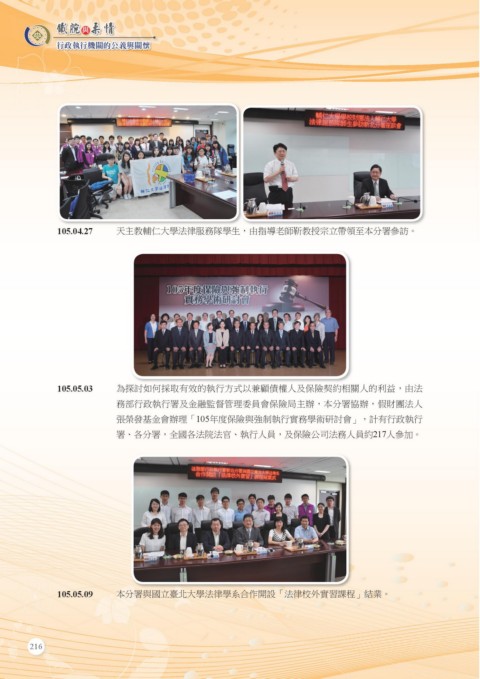 鐵腕與柔情
行政執行機關的公義與關懷
105.04.27 天主教輔仁大學法律服務隊學生，由指導老師靳教授宗立帶領至本分署參訪。
105年度保險與強制執行
實務學術研討會
105.05.03 為探討如何採取有效的執行方式以兼顧債權人及保險契約相關人的利益，由法
務部行政執行署及金融監督管理委員會保險局主辦，本分署協辦，假財團法人
張榮發基金會辦理「105年度保險與強制執行實務學術研討會」，計有行政執行
署、各分署，全國各法院法官、執行人員，及保險公司法務人員約217人參加。
105.05.09 本分署與國立臺北大學法律學系合作開設「法律校外實習課程」結業。
216